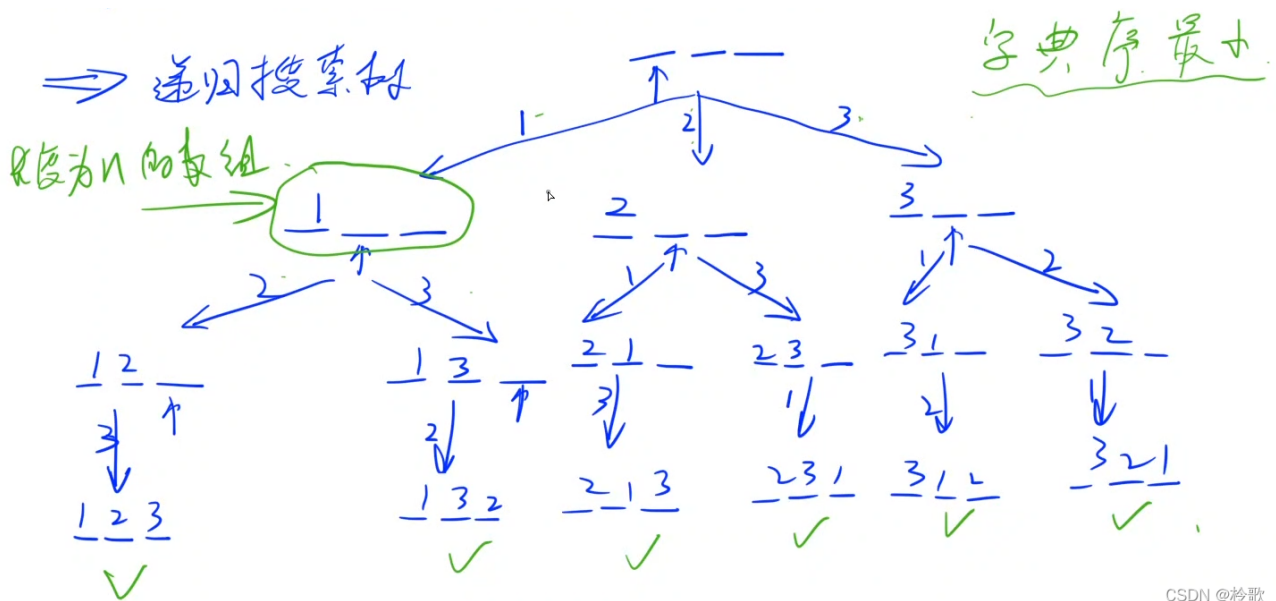 字典序最小
=> 递归搜索树
1 2 3
长度为n的数组
1 _ _
2 _ _
3 _ _
2 3 1 3 1 2
1 2 _
1 3 _
2 1 _
2 3 _
3 1 _
3 2 _
3 2 3 1 2 1
1 2 3
1 3 2
2 1 3
2 3 1
3 1 2
3 2 1
CSDN @柃歌